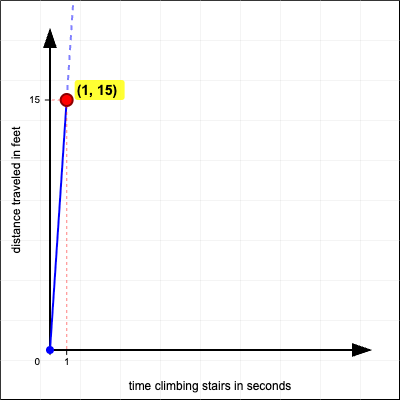 (1, 15)
15
distance traveled in feet
0
1
time climbing stairs in seconds